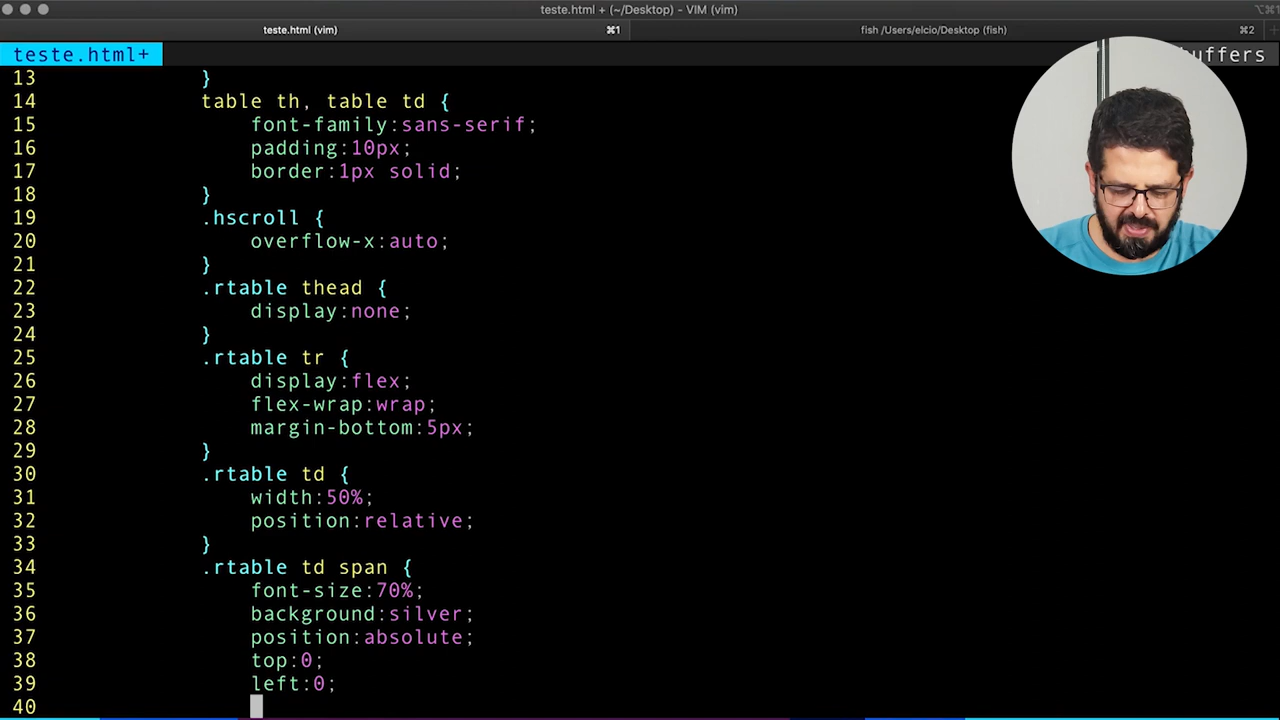 teste.html + (~/Desktop) - VIM (vim)
⌥⌘1
teste.html (vim) ⌘1 fish /Users/elcio/Desktop (fish) ⌘2
teste.html+ buffers
13 }
14 table th, table td {
15 font-family:sans-serif;
16 padding:10px;
17 border:1px solid;
18 }
19 .hscroll {
20 overflow-x:auto;
21 }
22 .rtable thead {
23 display:none;
24 }
25 .rtable tr {
26 display:flex;
27 flex-wrap:wrap;
28 margin-bottom:5px;
29 }
30 .rtable td {
31 width:50%;
32 position:relative;
33 }
34 .rtable td span {
35 font-size:70%;
36 background:silver;
37 position:absolute;
38 top:0;
39 left:0;
40